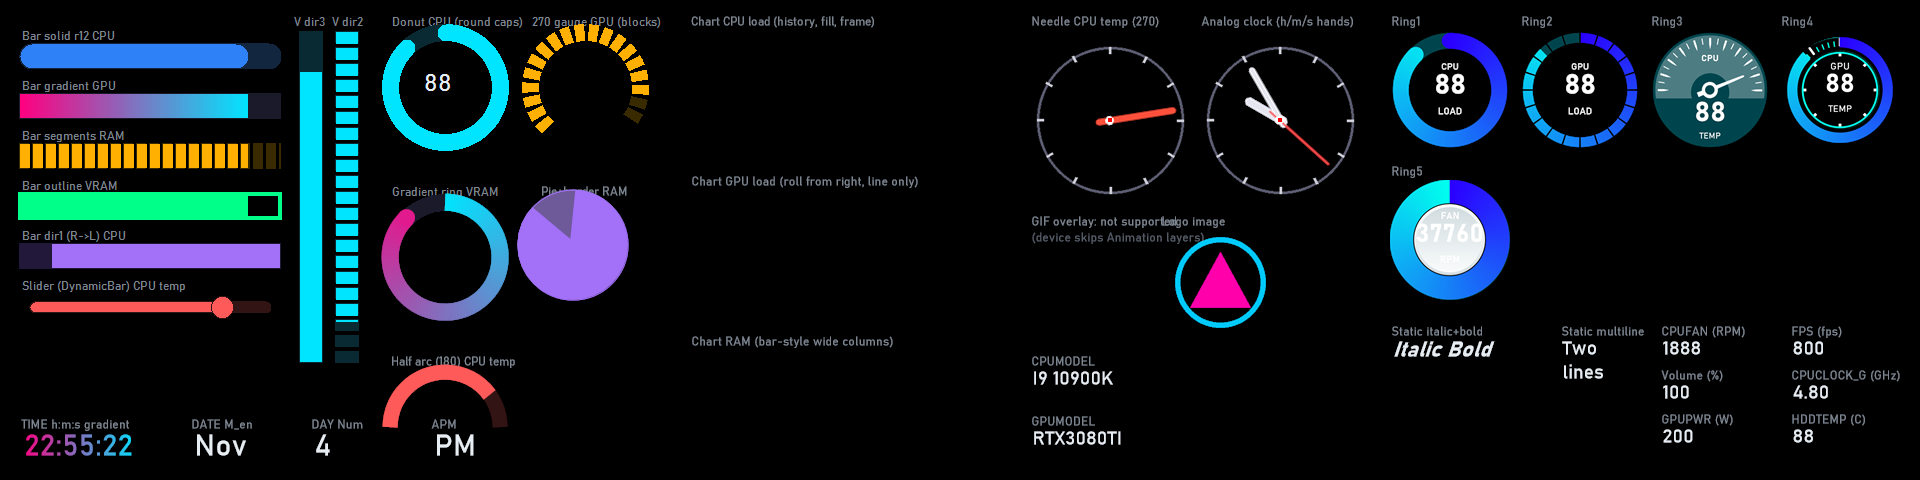 V dir3
V dir2
Donut CPU (round caps)
270 gauge GPU (blocks)
Chart CPU load (history, fill, frame)
Needle CPU temp (270)
Analog clock (h/m/s hands)
Ring1
Ring2
Ring3
Ring4
Bar solid r12 CPU
88
CPU
88
LOAD
GPU
88
LOAD
CPU
88
TEMP
GPU
88
TEMP
Bar gradient GPU
Bar segments RAM
Bar outline VRAM
Gradient ring VRAM
RAM
Chart GPU load (roll from right, line only)
Ring5
FAN
37760
RPM
Bar dir1 (R->L) CPU
GIF overlay: not supported
Logo image
(device skips Animation layers)
Slider (DynamicBar) CPU temp
Chart RAM (bar-style wide columns)
Half arc (180) CPU temp
CPUMODEL
I9 10900K
GPUMODEL
RTX3080TI
Static italic+bold
Italic Bold
Static multiline
Two
lines
CPUFAN (RPM)
1888
FPS (fps)
800
Volume (%)
100
CPUCLOCK_G (GHz)
4.80
GPUPWR (W)
200
HDDTEMP (C)
88
TIME h:m:s gradient
22:55:22
DATE M_en
Nov
DAY Num
4
APM
PM